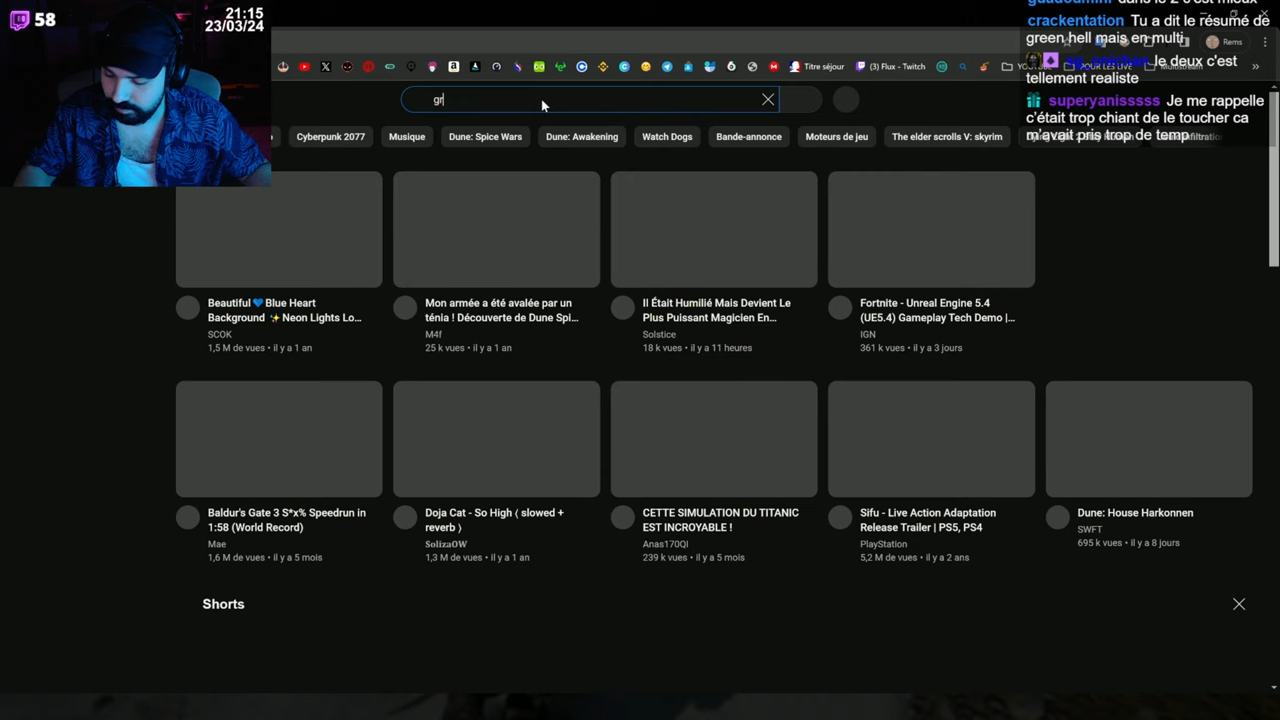 58
21:15
23/03/24
dans le 2 c'est mieux
crackentation Tu a dit le résumé de
green hell mais en multi
le deux c'est
tellement realiste
superyanisssss Je me rappelle
c'était trop chiant de le toucher ca
m'avait pris trop de temp
Rems
Titre séjour
(3) Flux - Twitch
gr
Cyberpunk 2077
Musique
Dune: Spice Wars
Dune: Awakening
Watch Dogs
Bande-annonce
Moteurs de jeu
The elder scrolls V: skyrim
Beautiful💙Blue Heart
Background ✨Neon Lights Lo...
SCOK
1,5 M de vues • il y a 1 an
Mon armée a été avalée par un
ténia ! Découverte de Dune Spi...
M4f
25 k vues • il y a 1 an
Il Était Humilié Mais Devient Le
Plus Puissant Magicien En...
Solstice
18 k vues • il y a 11 heures
Fortnite - Unreal Engine 5.4
(UE5.4) Gameplay Tech Demo |...
IGN
361 k vues • il y a 3 jours
Baldur's Gate 3 S*x% Speedrun in
1:58 (World Record)
Mae
1,6 M de vues • il y a 5 mois
Doja Cat - So High ( slowed +
reverb )
SolizaOW
1,3 M de vues • il y a 1 an
CETTE SIMULATION DU TITANIC
EST INCROYABLE !
Anas170QI
239 k vues • il y a 5 mois
Sifu - Live Action Adaptation
Release Trailer | PS5, PS4
PlayStation
5,2 M de vues • il y a 2 ans
Dune: House Harkonnen
SWFT
695 k vues • il y a 8 jours
Shorts